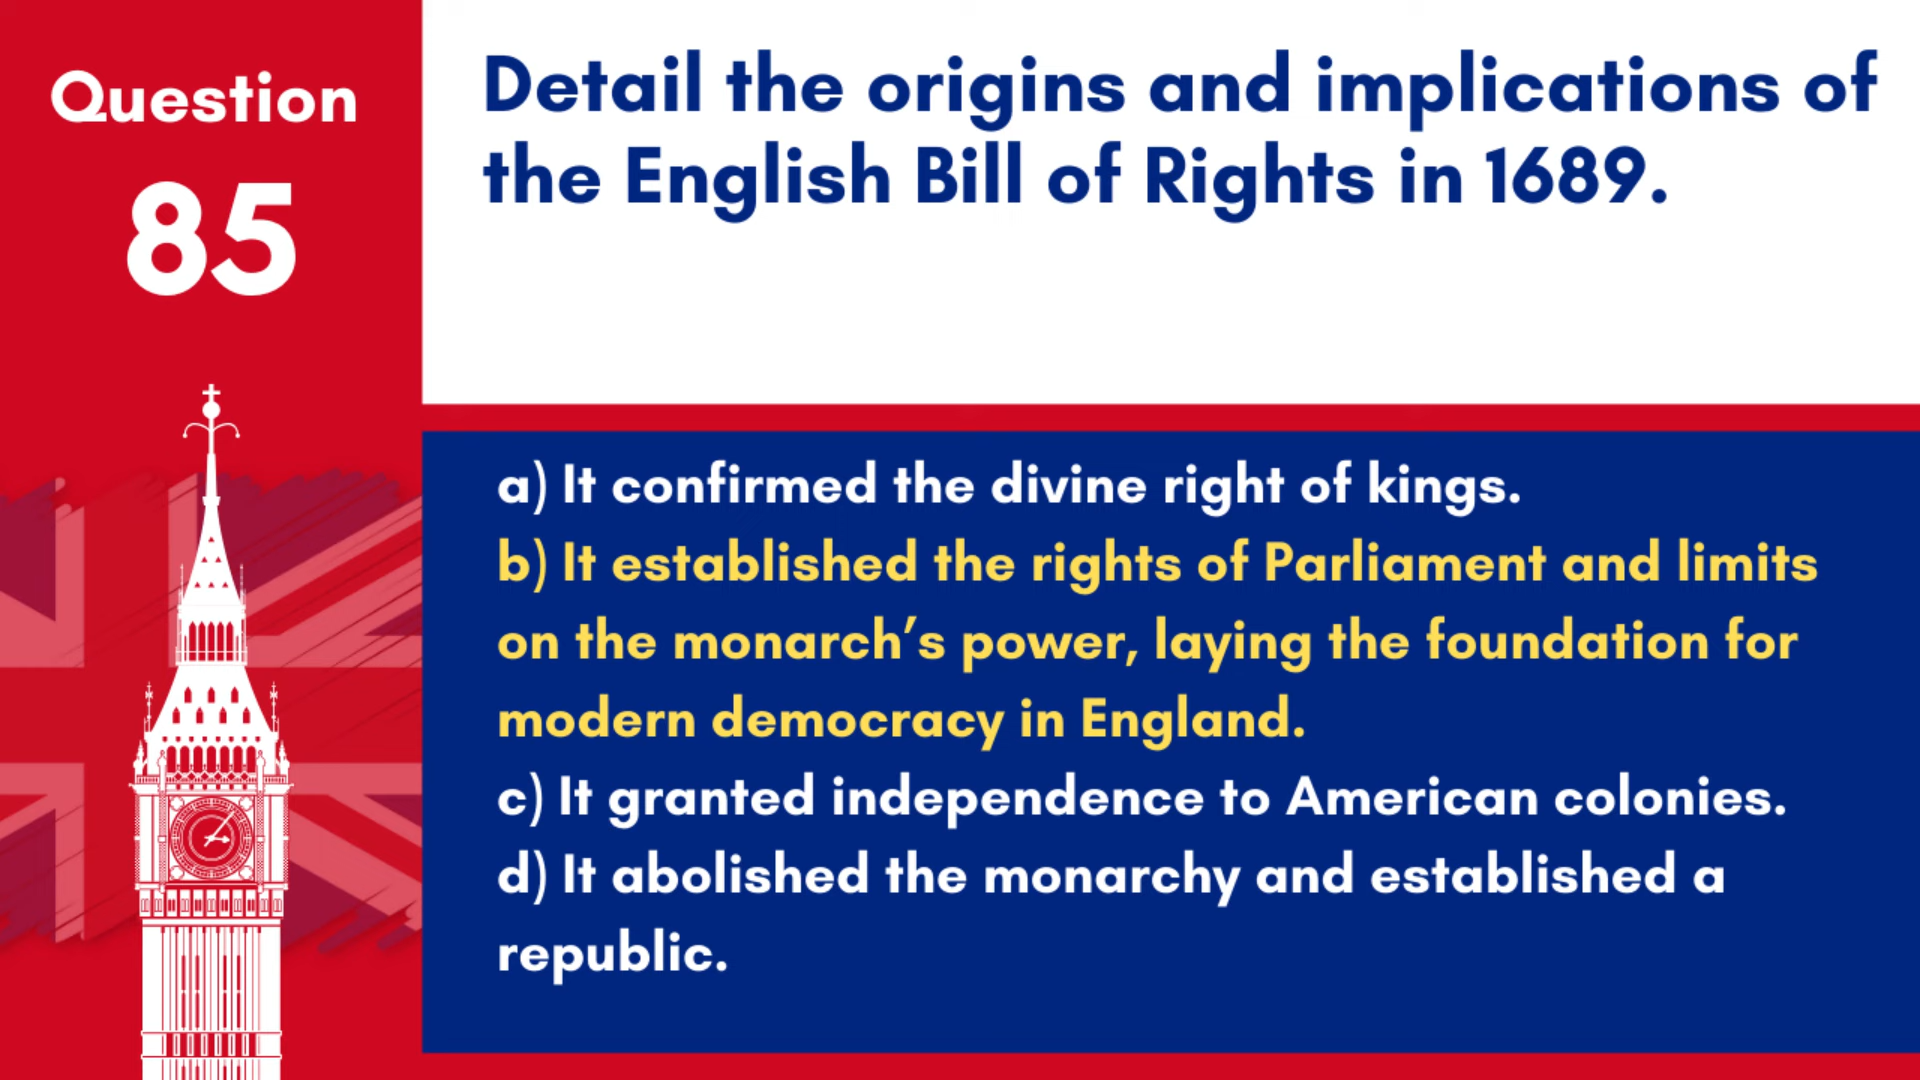 Question
85
Detail the origins and implications of
the English Bill of Rights in 1689.
a) It confirmed the divine right of kings.
b) It established the rights of Parliament and limits
on the monarch’s power, laying the foundation for
modern democracy in England.
c) It granted independence to American colonies.
d) It abolished the monarchy and established a
republic.